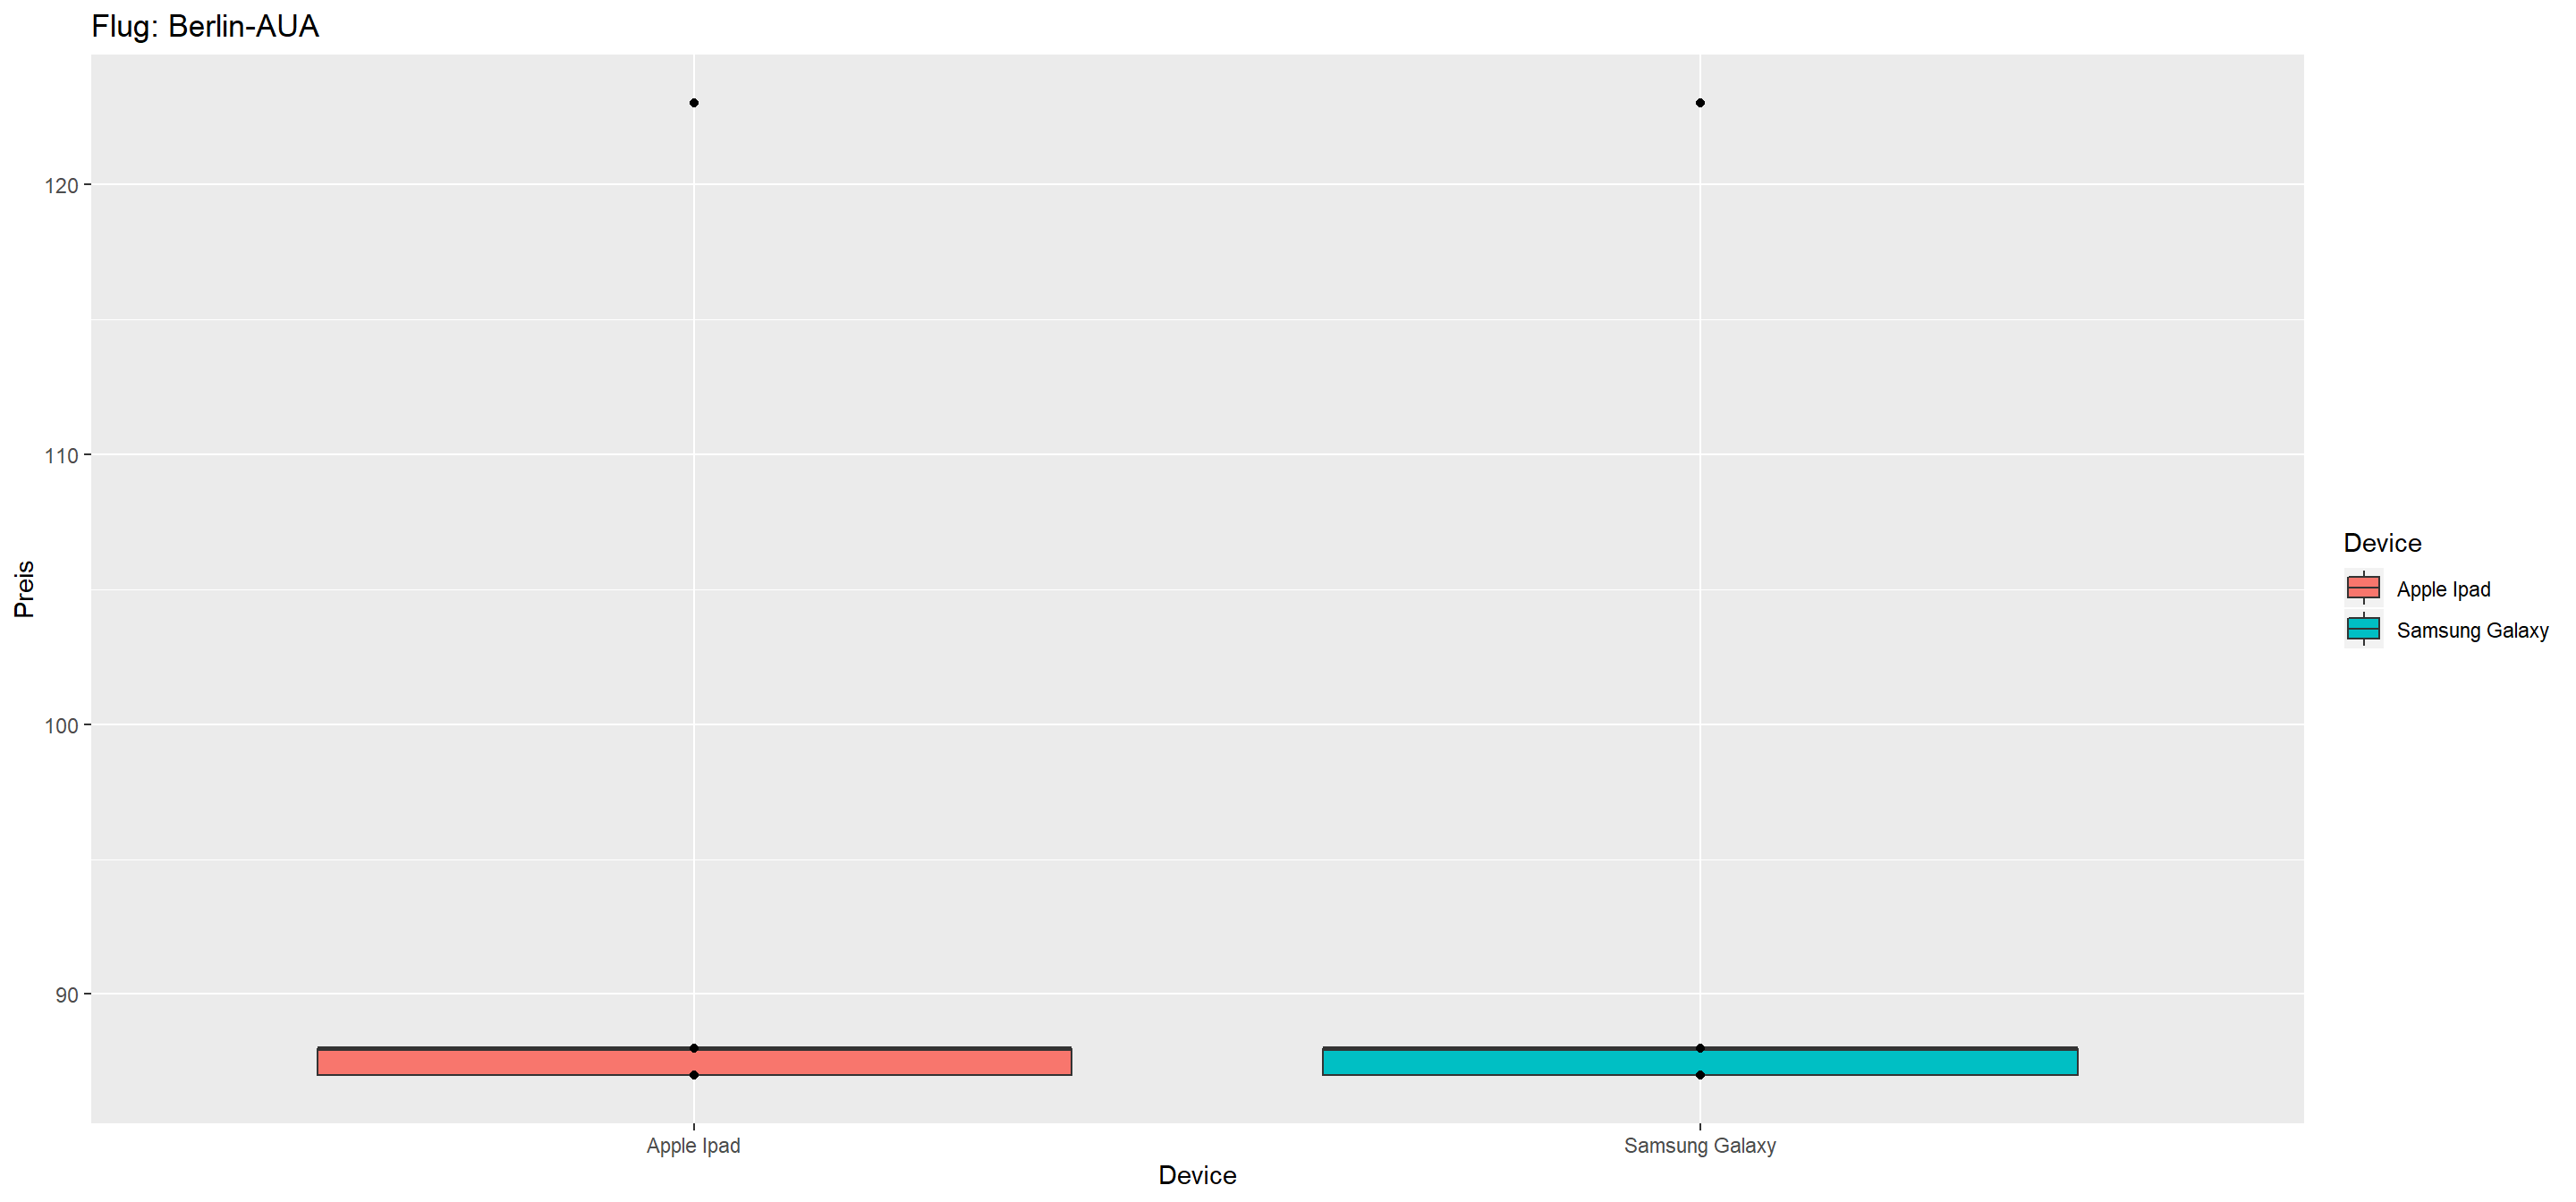 Flug: Berlin-AUA
120
110
100
90
Preis
Apple Ipad
Samsung Galaxy
Device
Device
Apple Ipad
Samsung Galaxy